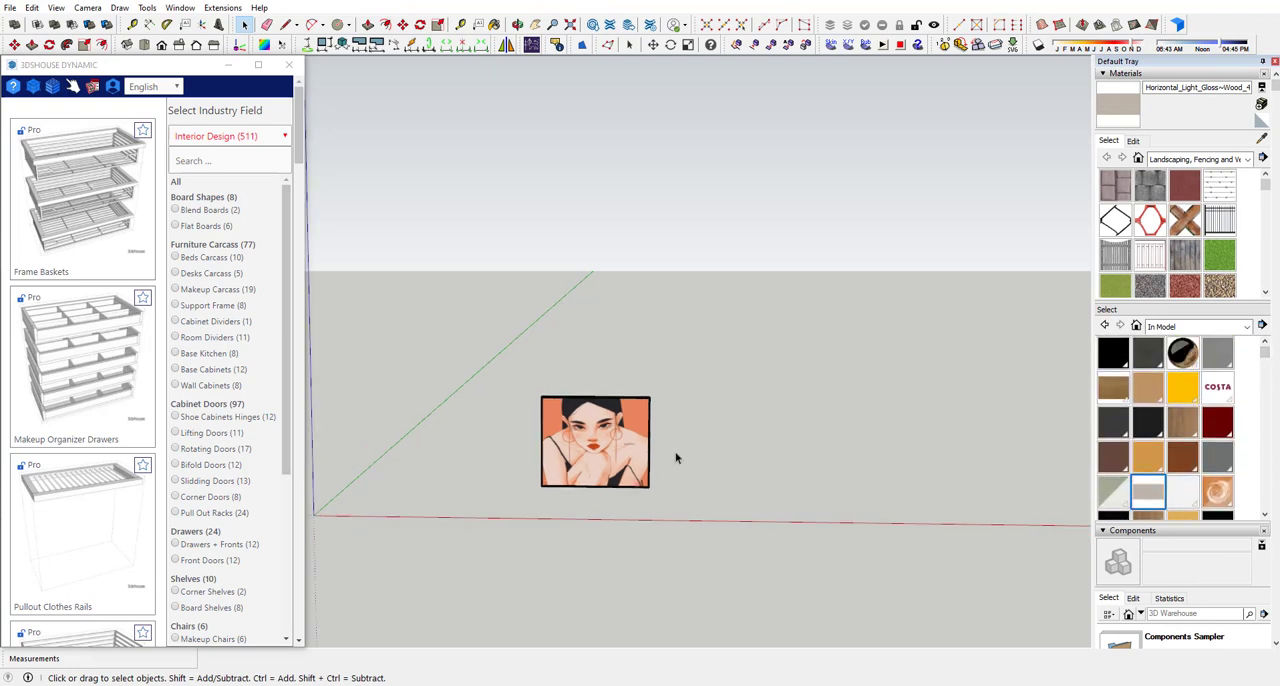 File Edit View Camera Draw Tools Window Extensions Help
J F M A M J J A S O N D 06:43 AM Noon 04:45 PM
3DSHOUSE DYNAMIC
English
Pro
Frame Baskets
Pro
Makeup Organizer Drawers
Pro
Pullout Clothes Rails
Pro
Select Industry Field
Interior Design (511)
Search ...
All
Board Shapes (8)
Blend Boards (2)
Flat Boards (6)
Furniture Carcass (77)
Beds Carcass (10)
Desks Carcass (5)
Makeup Carcass (19)
Support Frame (8)
Cabinet Dividers (1)
Room Dividers (11)
Base Kitchen (8)
Base Cabinets (12)
Wall Cabinets (8)
Cabinet Doors (97)
Shoe Cabinets Hinges (12)
Lifting Doors (11)
Rotating Doors (17)
Bifold Doors (12)
Slidding Doors (13)
Corner Doors (8)
Pull Out Racks (24)
Drawers (24)
Drawers + Fronts (12)
Front Doors (12)
Shelves (10)
Corner Shelves (2)
Board Shelves (8)
Chairs (6)
Makeup Chairs (6)
Default Tray
Materials
Horizontal_Light_Gloss~Wood_4
Select Edit
Landscaping, Fencing and Ve
Select
In Model
COSTA
Components
Select Edit Statistics
3D Warehouse
Components Sampler
Measurements
Click or drag to select objects. Shift = Add/Subtract. Ctrl = Add. Shift + Ctrl = Subtract.